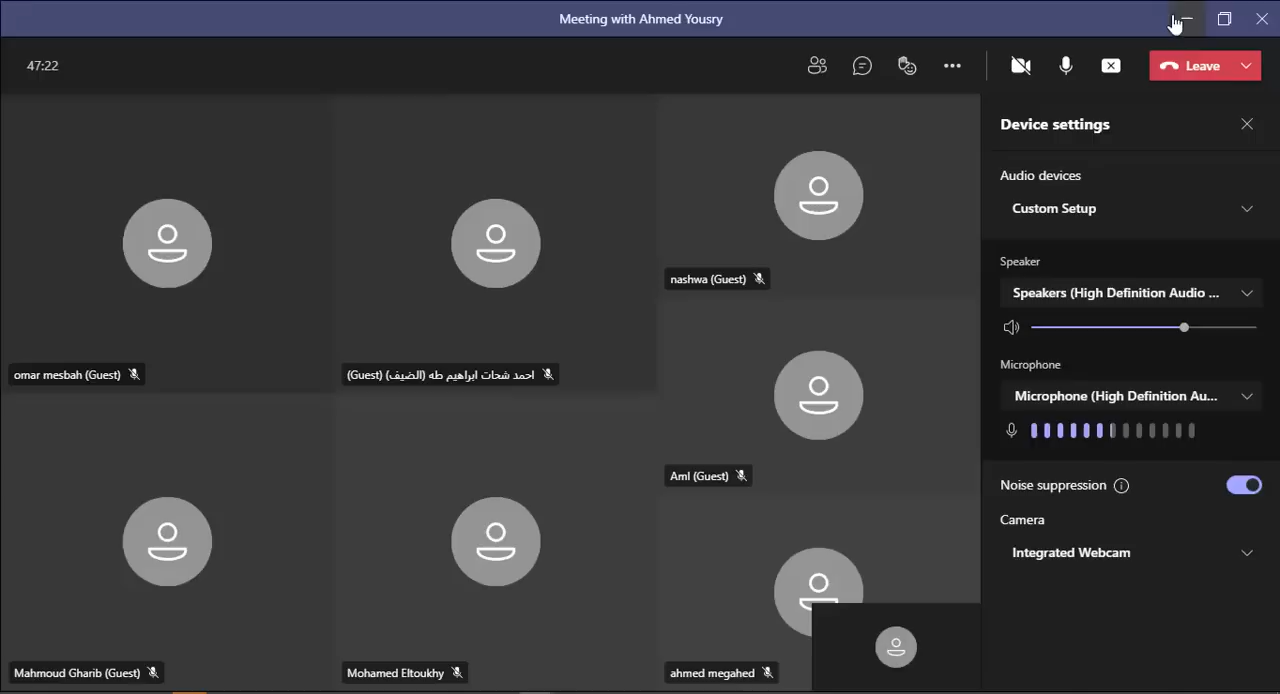 Meeting with Ahmed Yousry
47:22
Leave
Device settings
Audio devices
Custom Setup
Speaker
Speakers (High Definition Audio ...
Microphone
Microphone (High Definition Au...
Noise suppression
Camera
Integrated Webcam
nashwa (Guest)
omar mesbah (Guest)
احمد شحات ابراهيم طه (الضيف) (Guest)
Aml (Guest)
Mahmoud Gharib (Guest)
Mohamed Eltoukhy
ahmed megahed